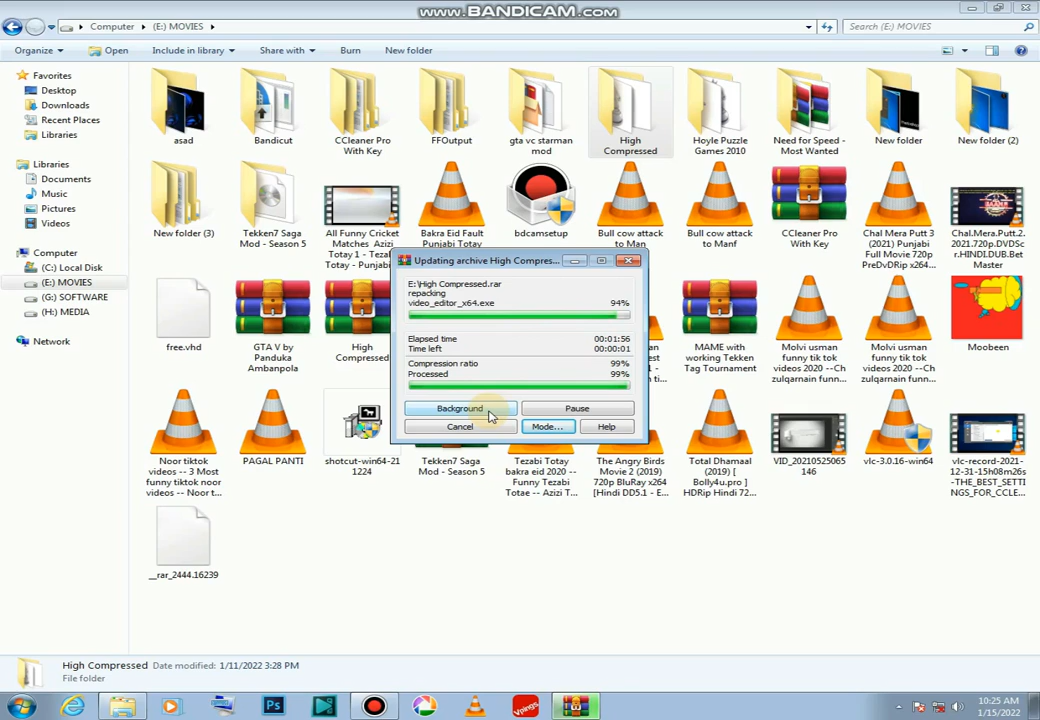 www.BANDICAM.com
Computer
(E:) MOVIES
Search (E:) MOVIES
Organize
Open
Include in library
Share with
Burn
New folder
Favorites
Desktop
Downloads
Recent Places
Libraries
Libraries
Documents
Music
Pictures
Videos
Computer
(C:) Local Disk
(E:) MOVIES
(G:) SOFTWARE
(H:) MEDIA
Network
asad
Bandicut
CCleaner Pro
With Key
FFOutput
gta vc starman
mod
High
Compressed
Hoyle Puzzle
Games 2010
Need for Speed -
Most Wanted
New folder
New folder (2)
New folder (3)
Tekken7 Saga
Mod - Season 5
All Funny Cricket
Matches Azizi
Totay 1 - Tezabi
Totay - Punjabi
Bakra Eid Fault
Punjabi Totay
bdcamsetup
Bull cow attack
to Man
Bull cow attack
to Manf
CCleaner Pro
With Key
Chal Mera Putt 3
(2021) Punjabi
Full Movie 720p
PreDvDRip x264...
Chal.Mera.Putt.2.
2021.720p.DVDSc
r.HINDI.DUB.Bet
Master
free.vhd
GTA V by
Panduka
Ambanpola
High
Compressed
MAME with
working Tekken
Tag Tournament
Molvi usman
funny tik tok
videos 2020 --Ch
Zulqarnain funn...
Molvi usman
funny tik tok
videos 2020 --Ch
zulqarnain funn...
Moobeen
Noor tiktok
videos -- 3 Most
funny tiktok noor
videos -- Noor t...
PAGAL PANTI
shotcut-win64-21
1224
Tekken7 Saga
Mod - Season 5
Tezabi Totay
bakra eid 2020 --
Funny Tezabi
Totae -- Azizi T...
The Angry Birds
Movie 2 (2019)
720p BluRay x264
[Hindi DD5.1 - E...
Total Dhamaal
(2019) [
Bolly4u.pro ]
HDRip Hindi 720...
VID_20210525065
146
vlc-3.0.16-win64
vlc-record-2021-
12-31-15h08m26s
-THE_BEST_SETTI
NGS_FOR_CCLE...
__rar_2444.16239
Updating archive High Compres...
E:\High Compressed.rar
repacking
video_editor_x64.exe 94%
Elapsed time 00:01:56
Time left 00:00:01
Compression ratio 99%
Processed 99%
Background
Pause
Cancel
Mode...
Help
High Compressed Date modified: 1/11/2022 3:28 PM
File folder
Ps
Vpings
10:25 AM
1/15/2022